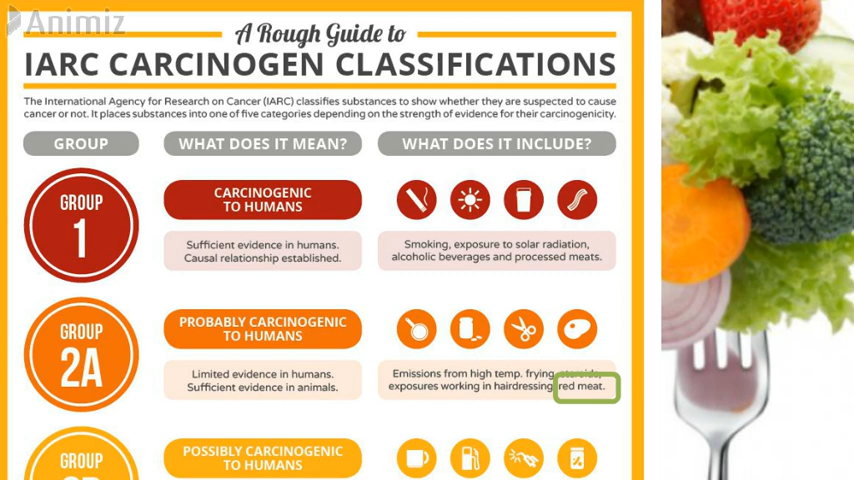 Animiz
A Rough Guide to
IARC CARCINOGEN CLASSIFICATIONS
The International Agency for Research on Cancer (IARC) classifies substances to show whether they are suspected to cause
cancer or not. It places substances into one of five categories depending on the strength of evidence for their carcinogenicity.
GROUP
WHAT DOES IT MEAN?
WHAT DOES IT INCLUDE?
GROUP
1
CARCINOGENIC
TO HUMANS
Sufficient evidence in humans.
Causal relationship established.
Smoking, exposure to solar radiation,
alcoholic beverages and processed meats.
GROUP
2A
PROBABLY CARCINOGENIC
TO HUMANS
Limited evidence in humans.
Sufficient evidence in animals.
Emissions from high temp. frying, steroids,
exposures working in hairdressing, red meat.
GROUP
POSSIBLY CARCINOGENIC
TO HUMANS